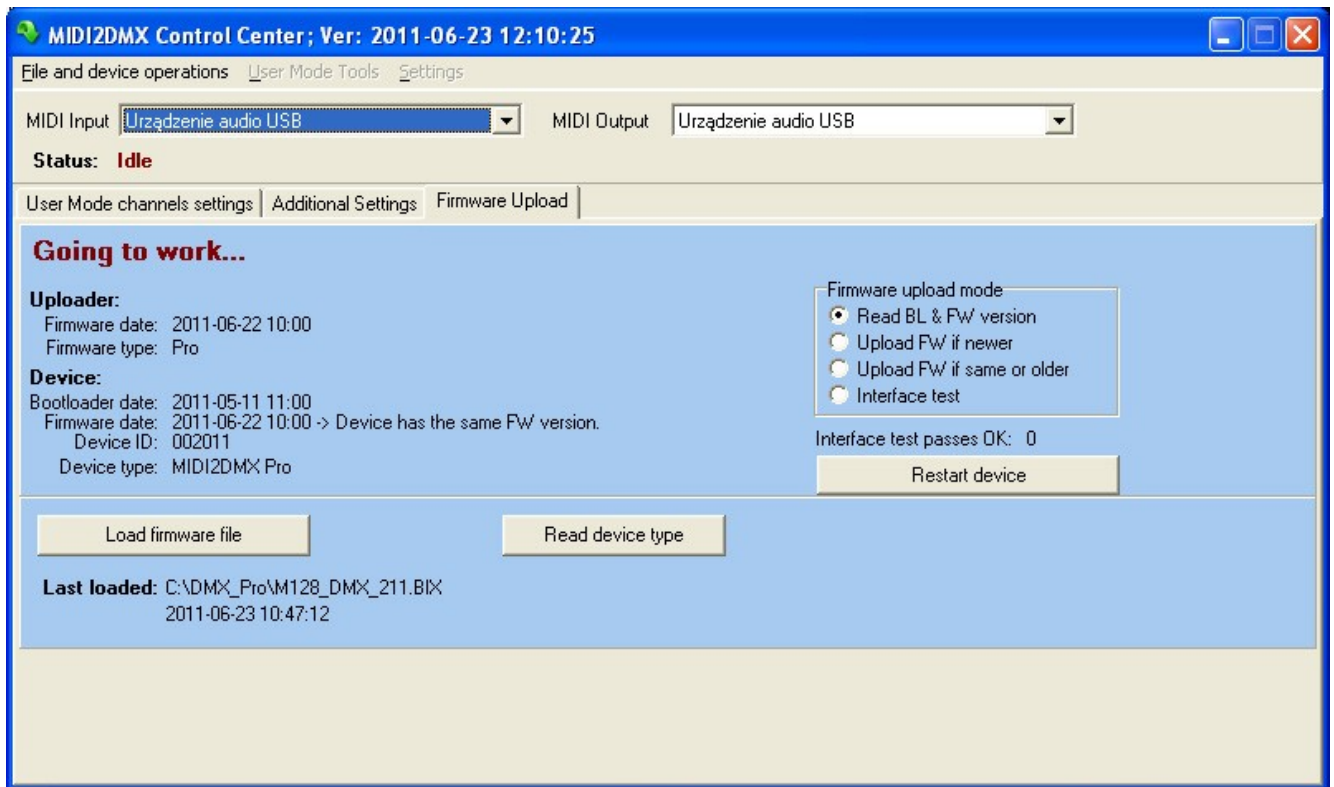 MIDI2DMX Control Center; Ver: 2011-06-23 12:10:25
File and device operations User Mode Tools Settings
MIDI Input Urządzenie audio USB MIDI Output Urządzenie audio USB
Status: Idle
User Mode channels settings Additional Settings Firmware Upload
Going to work...
Uploader:
Firmware date: 2011-06-22 10:00
Firmware type: Pro
Device:
Bootloader date: 2011-05-11 11:00
Firmware date: 2011-06-22 10:00 -> Device has the same FW version.
Device ID: 002011
Device type: MIDI2DMX Pro
Firmware upload mode
Read BL & FW version
Upload FW if newer
Upload FW if same or older
Interface test
Interface test passes OK: 0
Restart device
Load firmware file Read device type
Last loaded: C:\DMX_Pro\M128_DMX_211.BIX
2011-06-23 10:47:12